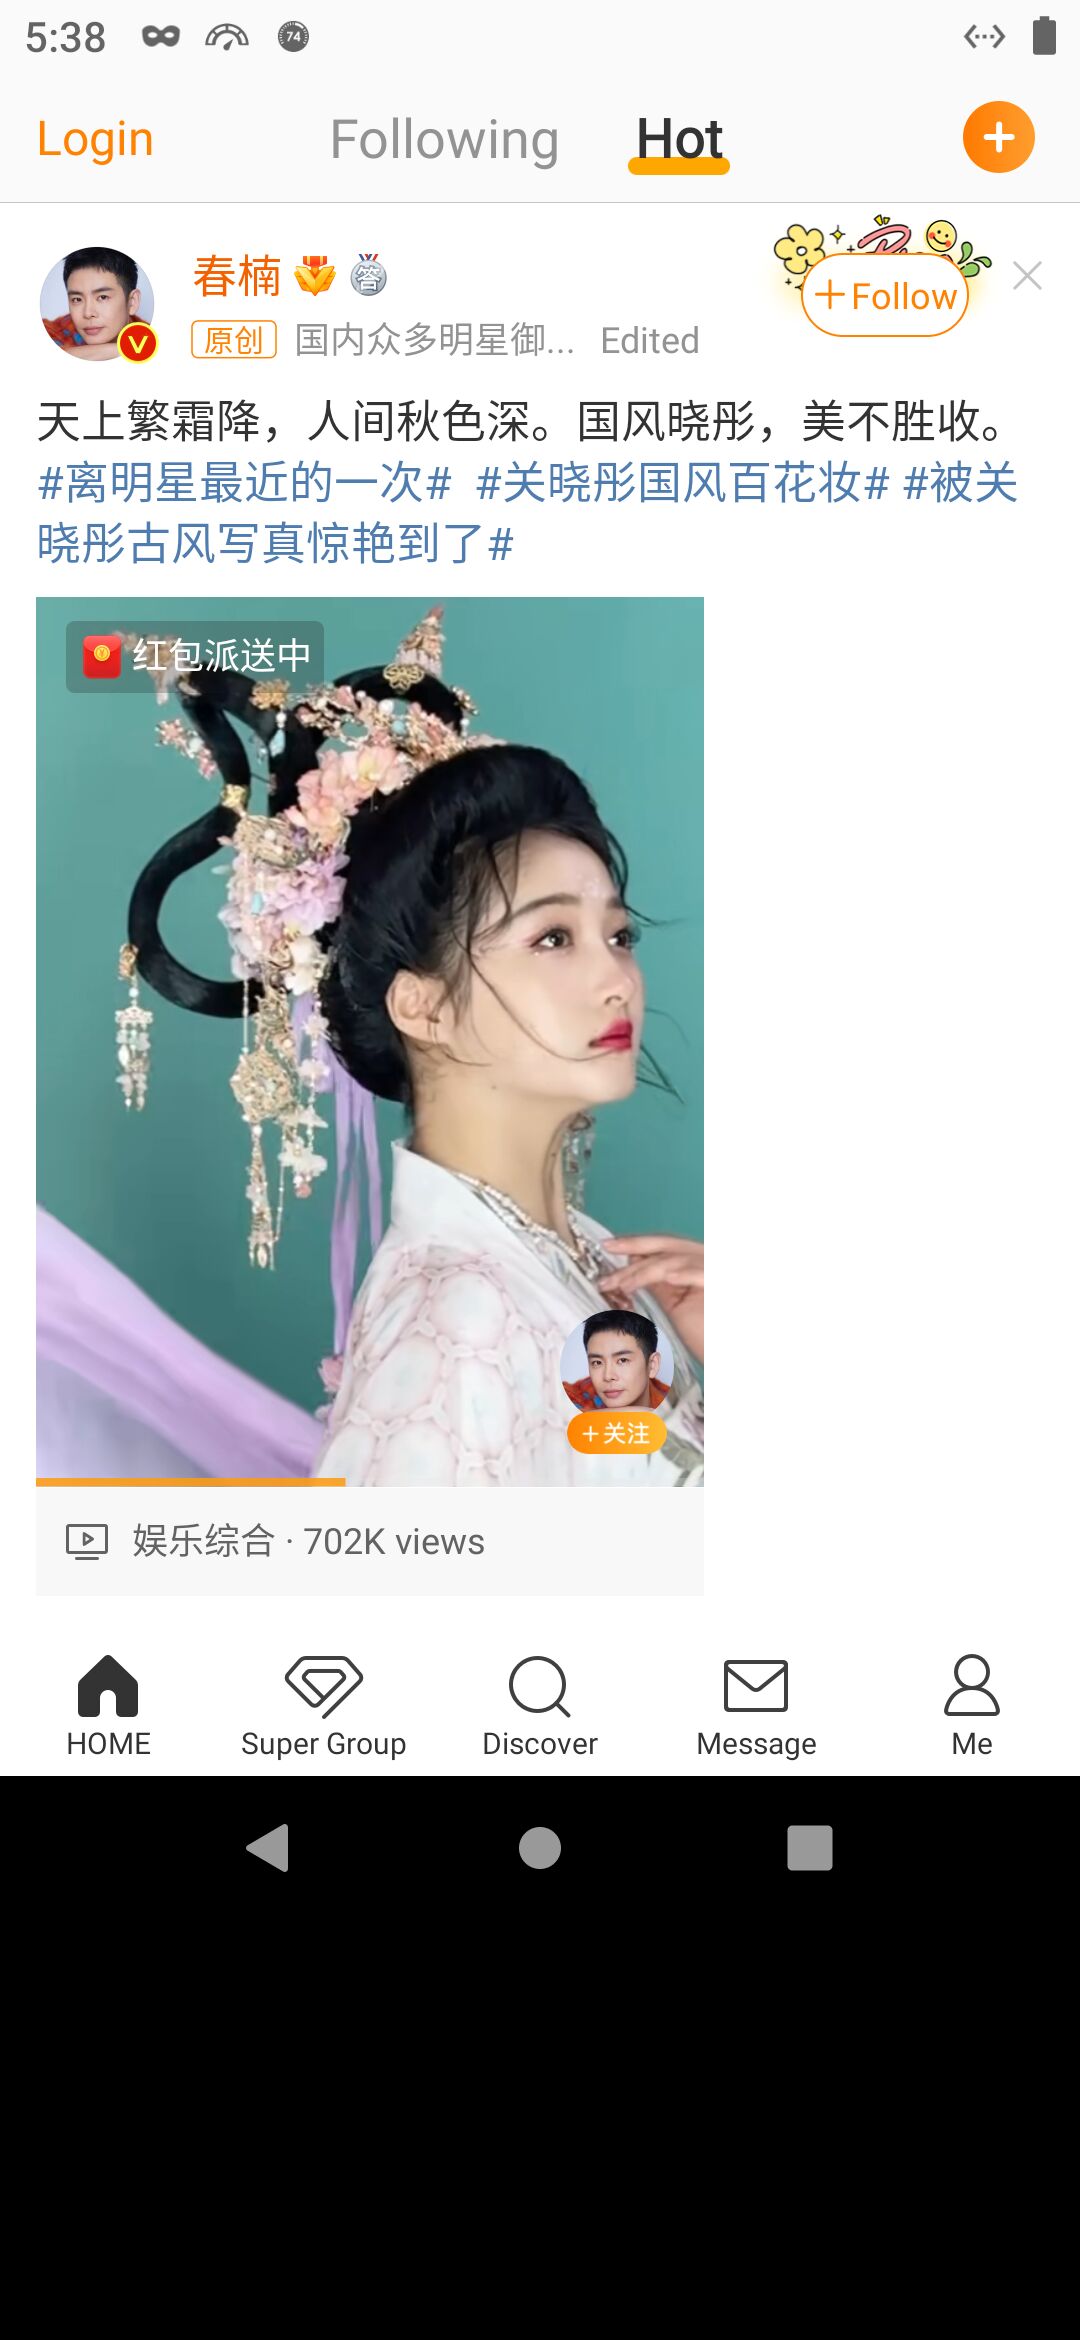 5:38
74
Login
Following
Hot
春楠
答
+Follow
V
原创 国内众多明星御... Edited
天上繁霜降，人间秋色深。国风晓彤，美不胜收。
#离明星最近的一次# #关晓彤国风百花妆# #被关
晓彤古风写真惊艳到了#
红包派送中
+关注
娱乐综合 · 702K views
HOME
Super Group
Discover
Message
Me